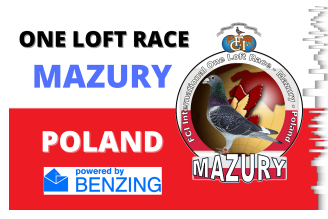 ONE LOFT RACE
MAZURY
POLAND
powered by
BENZING
FCI International One Loft Race - Mazury - Poland
MAZURY